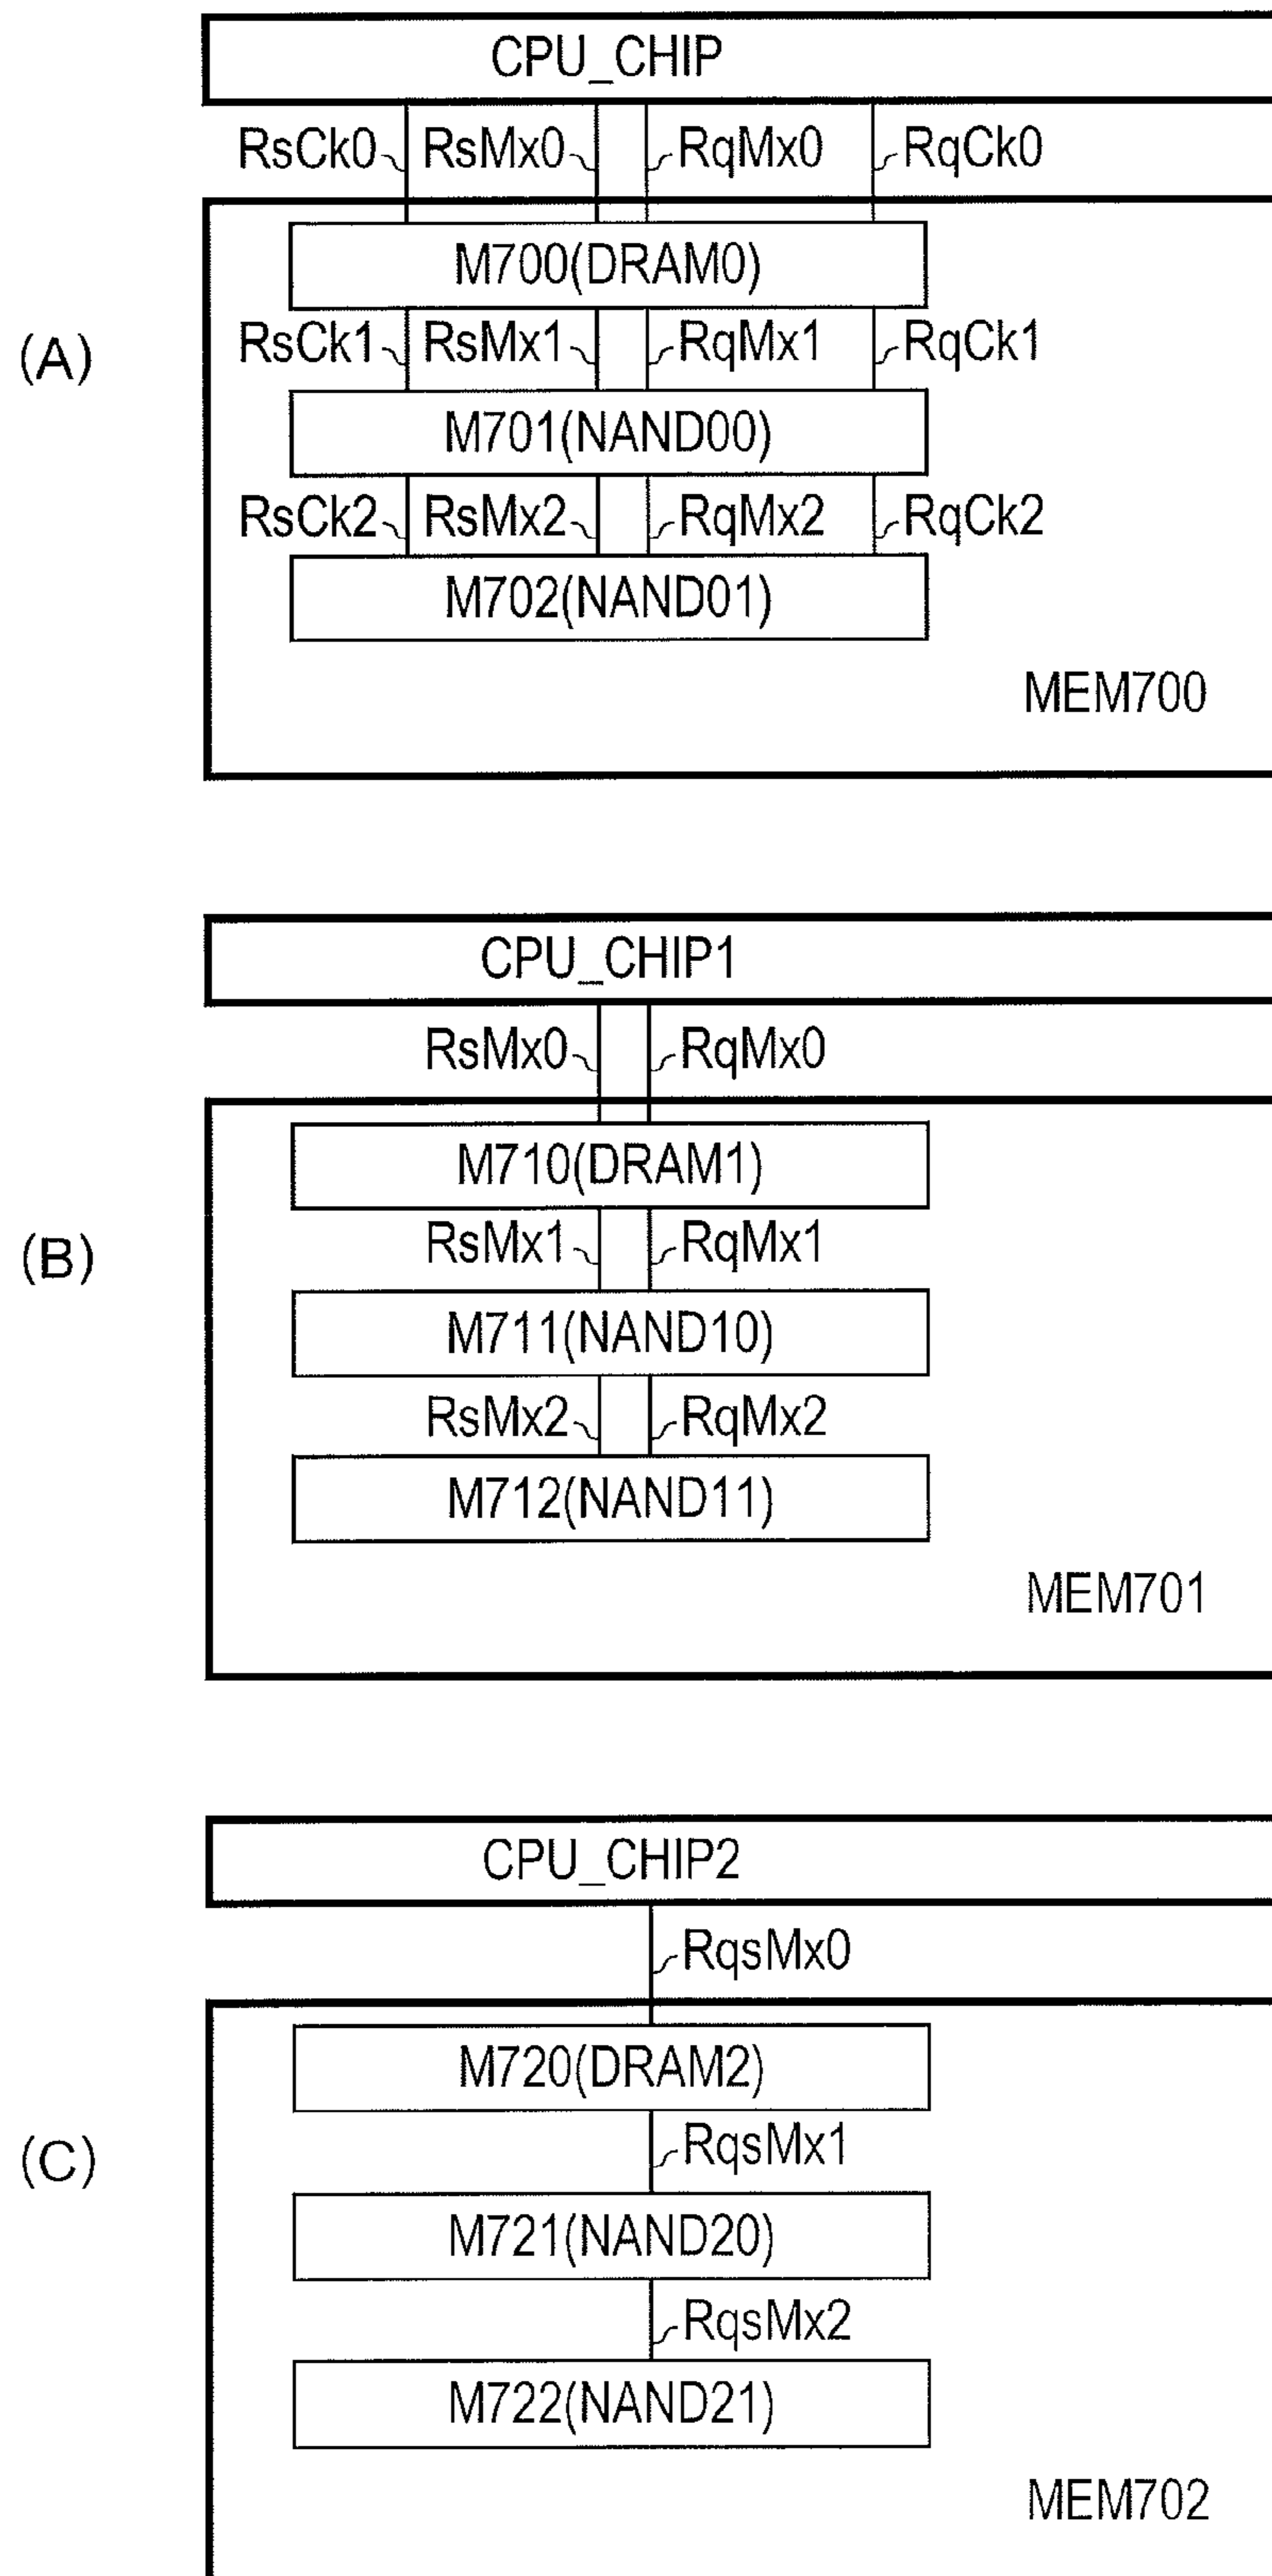 CPU_CHIP
RsCk0 RsMx0 RqMx0 RqCk0
M700(DRAM0)
(A)
RsCk1 RsMx1 RqMx1 RqCk1
M701(NAND00)
RsCk2 RsMx2 RqMx2 RqCk2
M702(NAND01)
MEM700
CPU_CHIP1
RsMx0 RqMx0
M710(DRAM1)
(B)
RsMx1 RqMx1
M711(NAND10)
RsMx2 RqMx2
M712(NAND11)
MEM701
CPU_CHIP2
RqsMx0
M720(DRAM2)
(C)
RqsMx1
M721(NAND20)
RqsMx2
M722(NAND21)
MEM702